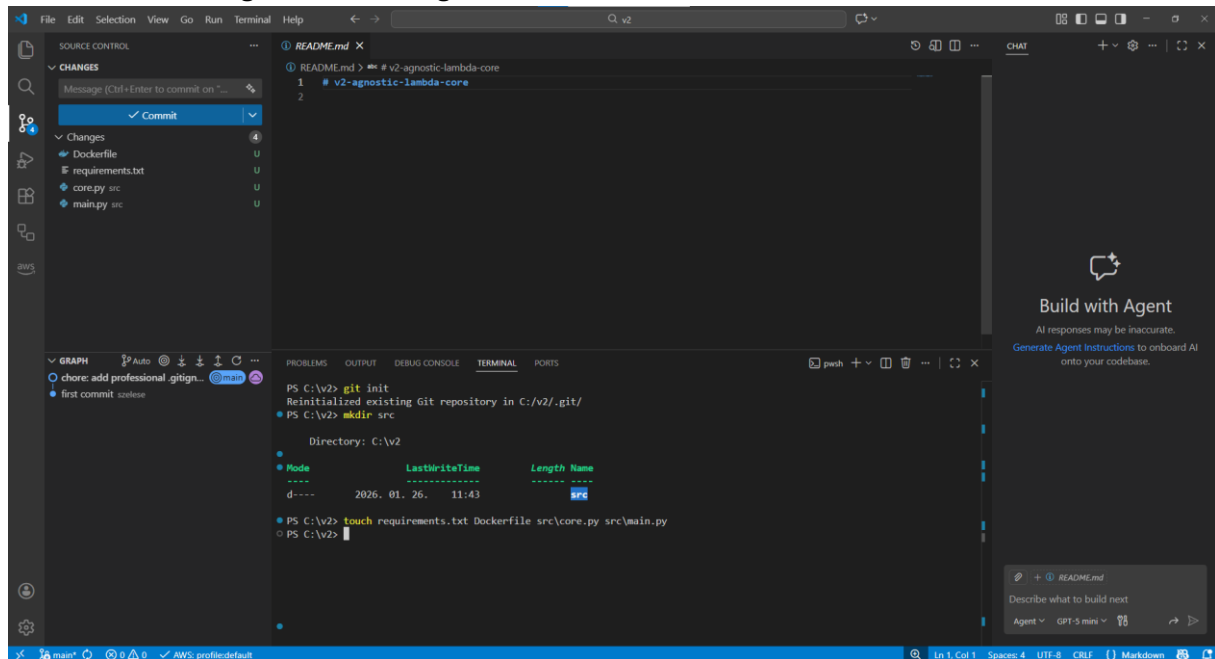 File Edit Selection View Go Run Terminal Help
v2
SOURCE CONTROL
CHANGES
Message (Ctrl+Enter to commit on "...
Commit
Changes 4
Dockerfile U
requirements.txt U
core.py src U
main.py src U
4
aws
GRAPH Auto
chore: add professional .gitign... main
first commit szelese
README.md
README.md > # v2-agnostic-lambda-core
1 # v2-agnostic-lambda-core
2
PROBLEMS OUTPUT DEBUG CONSOLE TERMINAL PORTS
pwsh
PS C:\v2> git init
Reinitialized existing Git repository in C:/v2/.git/
PS C:\v2> mkdir src
Directory: C:\v2
Mode LastWriteTime Length Name
---- ------------- ------ ----
d---- 2026. 01. 26. 11:43 src
PS C:\v2> touch requirements.txt Dockerfile src\core.py src\main.py
PS C:\v2>
CHAT
Build with Agent
AI responses may be inaccurate.
Generate Agent Instructions to onboard AI
onto your codebase.
+ README.md
Describe what to build next
Agent GPT-5 mini
main* 0 0 AWS: profile:default
Ln 1, Col 1 Spaces: 4 UTF-8 CRLF {} Markdown